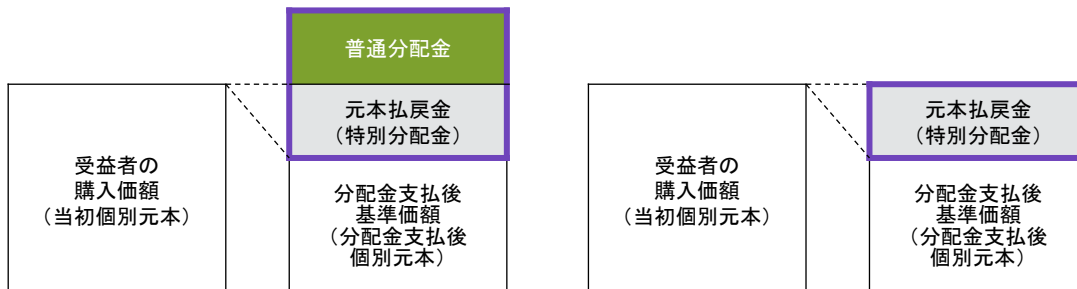 普通分配金
元本払戻金
（特別分配金）
受益者の
購入価額
（当初個別元本）
分配金支払後
基準価額
（分配金支払後
個別元本）
元本払戻金
（特別分配金）
受益者の
購入価額
（当初個別元本）
分配金支払後
基準価額
（分配金支払後
個別元本）